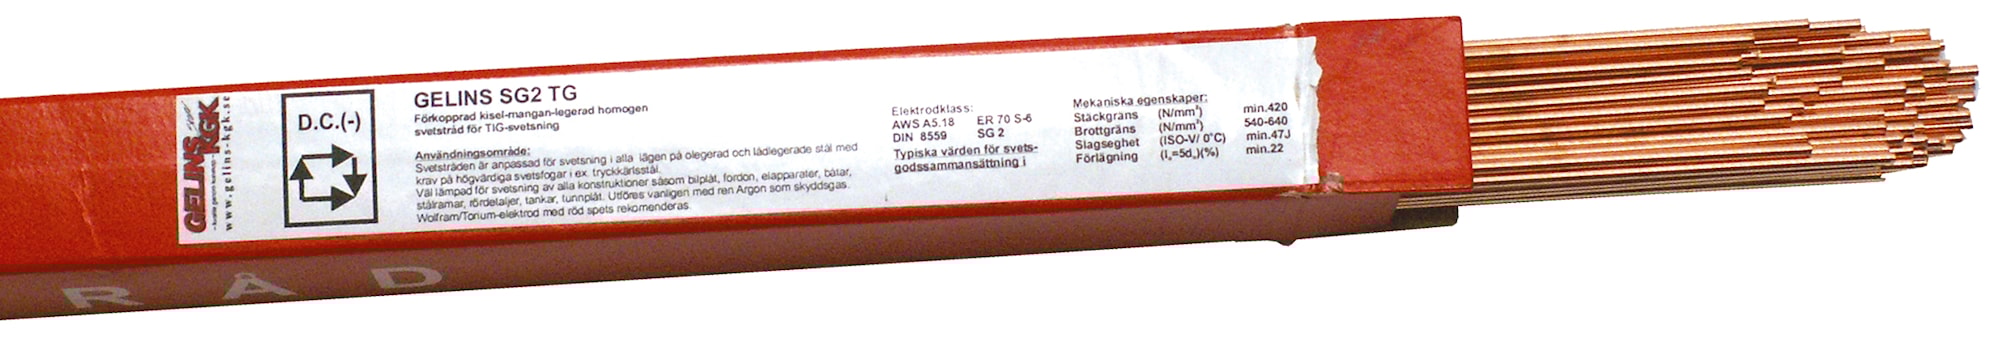 GELINS
KGK
www.gelins-kgk.se
D.C.(-)
GELINS SG2 TG
Förkopprad kisel-mangan-legerad homogen
svetstråd för TIG-svetsning
Användningsområde:
Svetstråden är anpassad för svetsning i alla lägen på olegerad och låglegerade stål med
krav på högvärdiga svetsfogar i ex. tryckkärlsstål.
Väl lämpad för svetsning av alla konstruktioner såsom bilplåt, fordon, elapparater, båtar,
stålramar, rördetaljer, tankar, tunnplåt. Utföres vanligen med ren Argon som skyddsgas.
Wolfram/Torium-elektrod med röd spets rekomenderas.
Elektrodklass:
AWS A5.18 ER 70 S-6
DIN 8559 SG 2
Typiska värden för svets-
godssammansättning i
Mekaniska egenskaper:
Stäckgräns (N/mm²) min.420
Brottgräns (N/mm²) 540-640
Slagseghet (ISO-V/ 0°C) min.47J
Förlägning min.22
RÅD